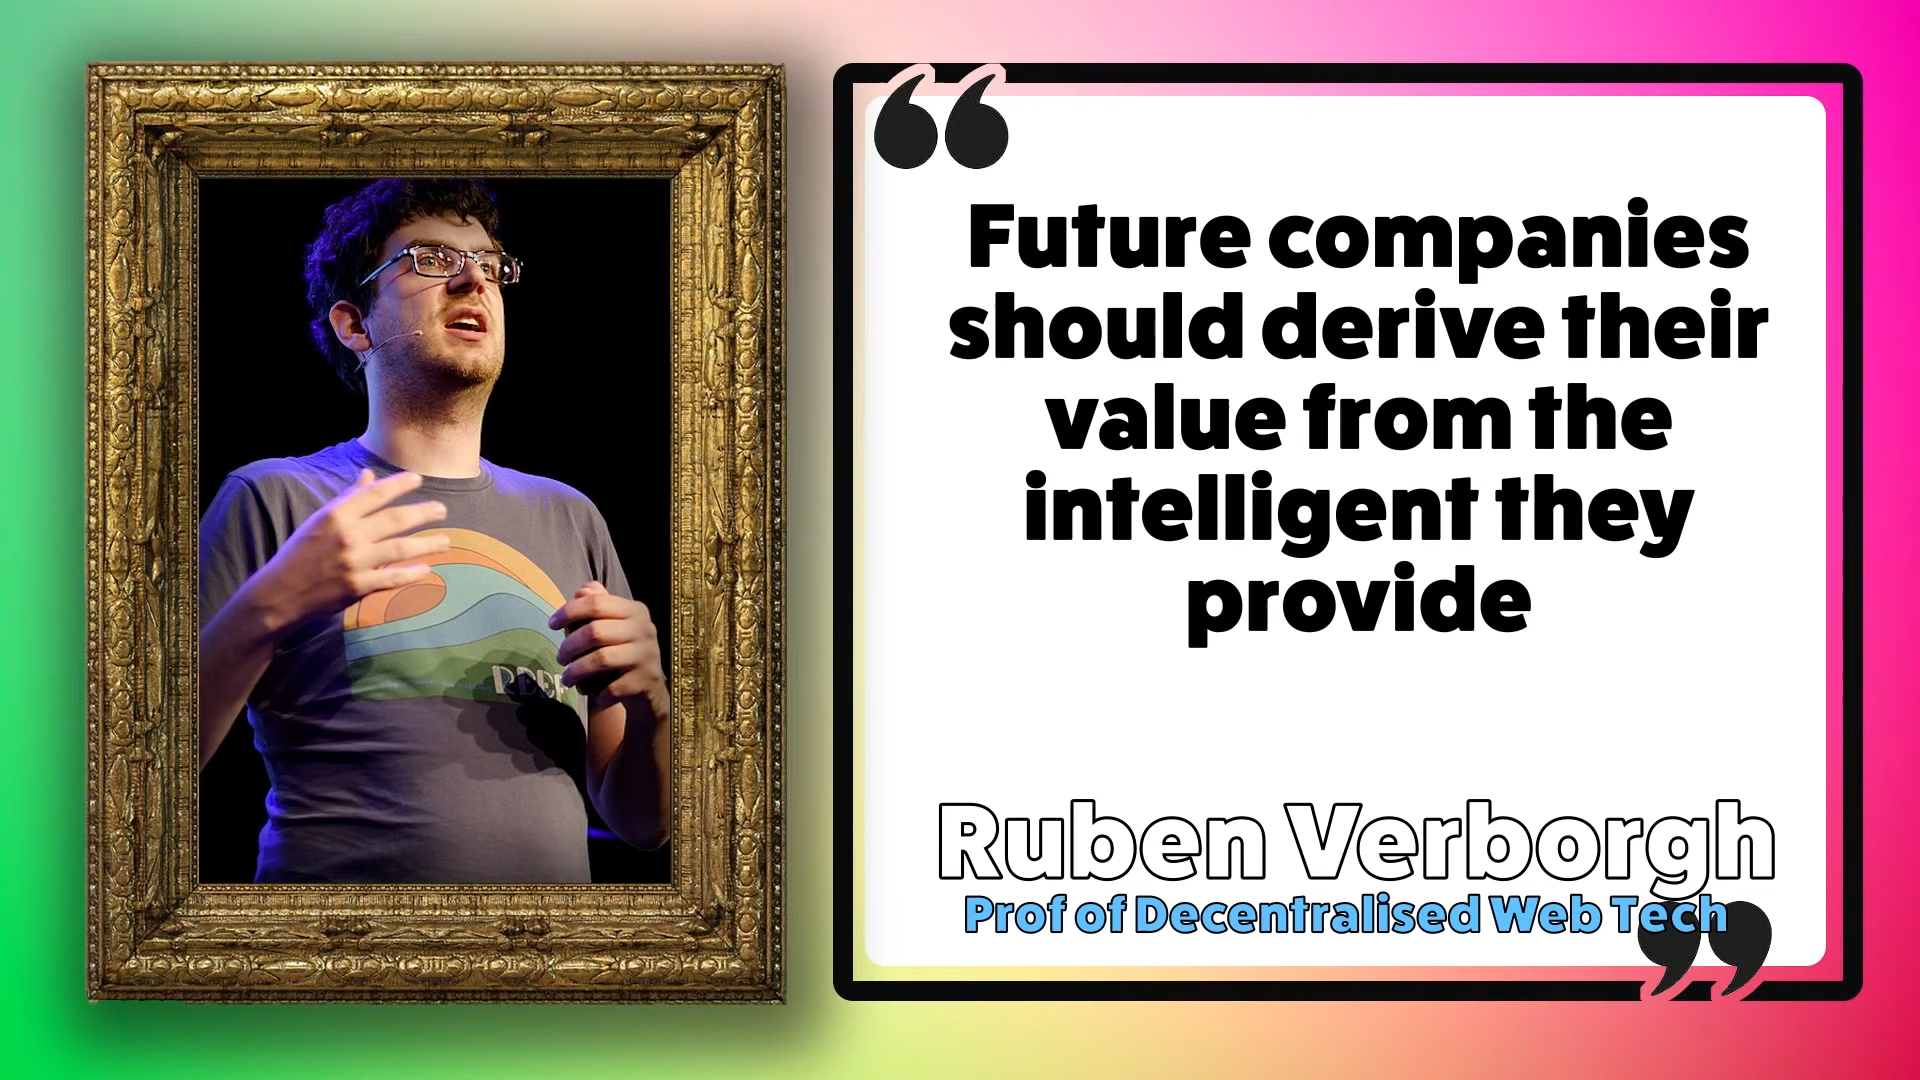 Future companies
should derive their
value from the
intelligent they
provide
Ruben Verborgh
Prof of Decentralised Web Tech